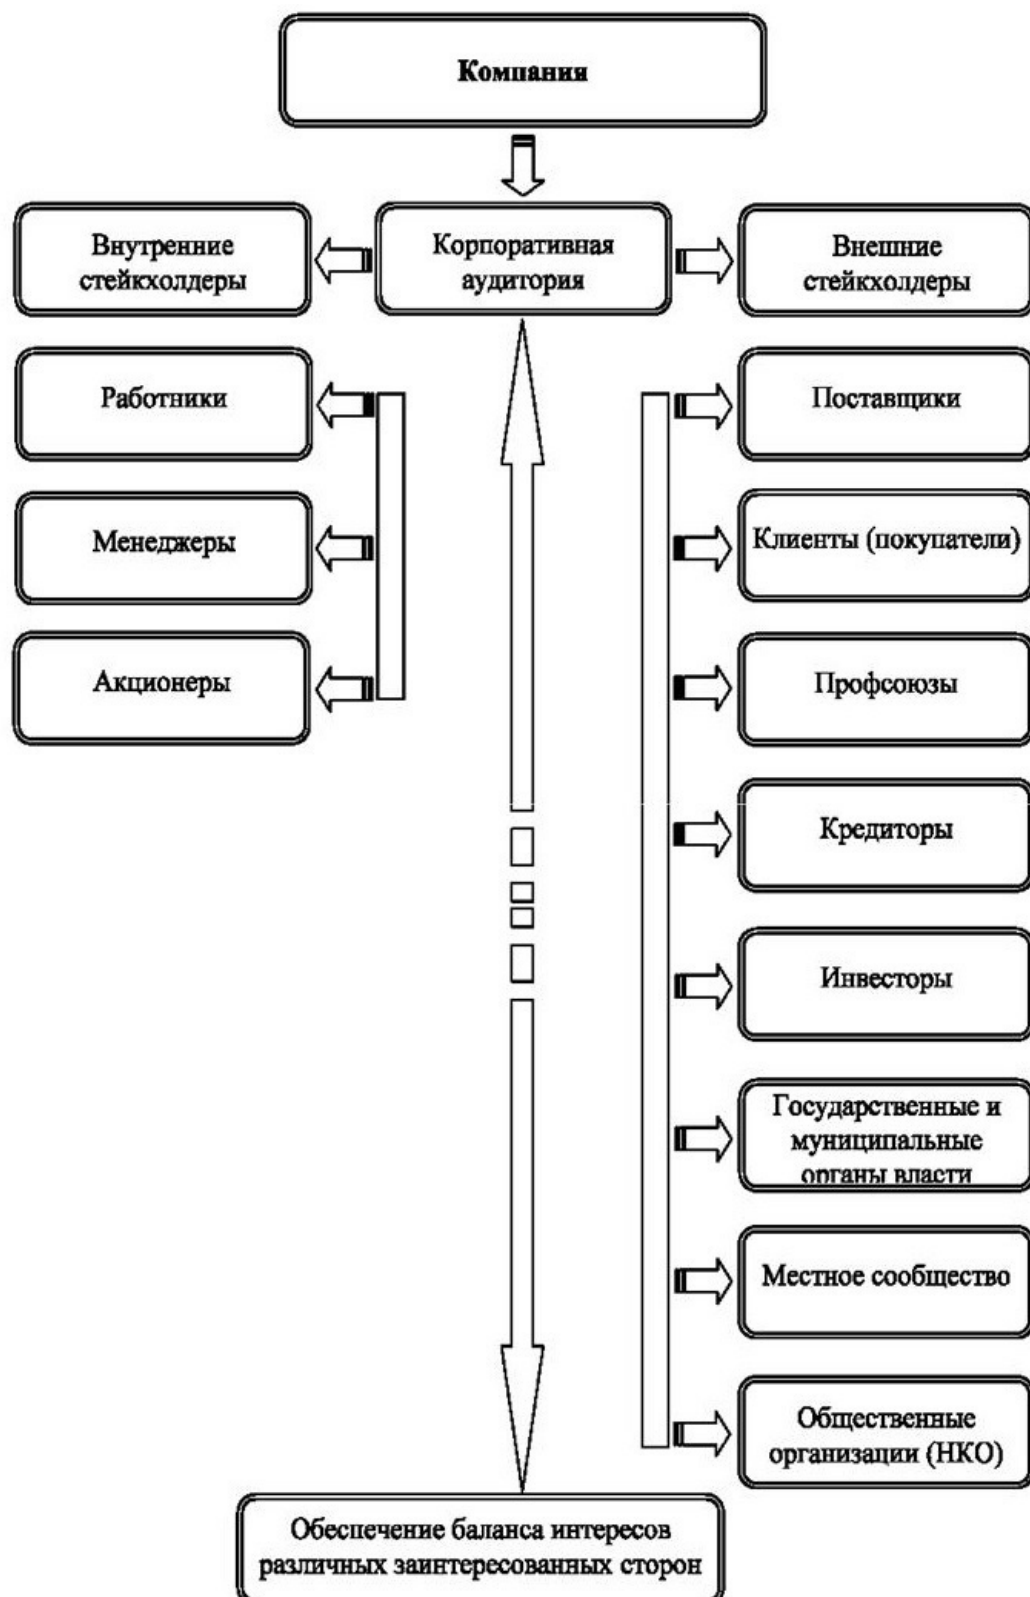 Компания
Внутренние
стейкхолдеры
Корпоративная
аудитория
Внешние
стейкхолдеры
Работники
Менеджеры
Акционеры
Поставщики
Клиенты (покупатели)
Профсоюзы
Кредиторы
Инвесторы
Государственные и
муниципальные
органы власти
Местное сообщество
Общественные
организации (НКО)
Обеспечение баланса интересов
различных заинтересованных сторон